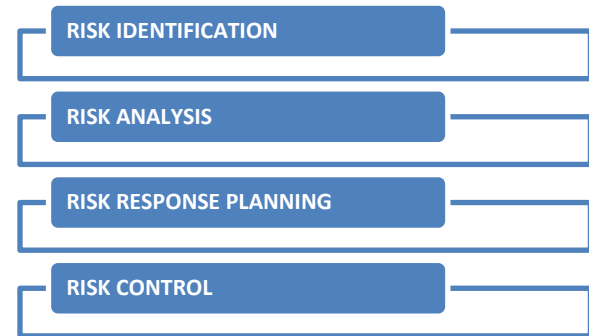 RISK IDENTIFICATION
RISK ANALYSIS
RISK RESPONSE PLANNING
RISK CONTROL